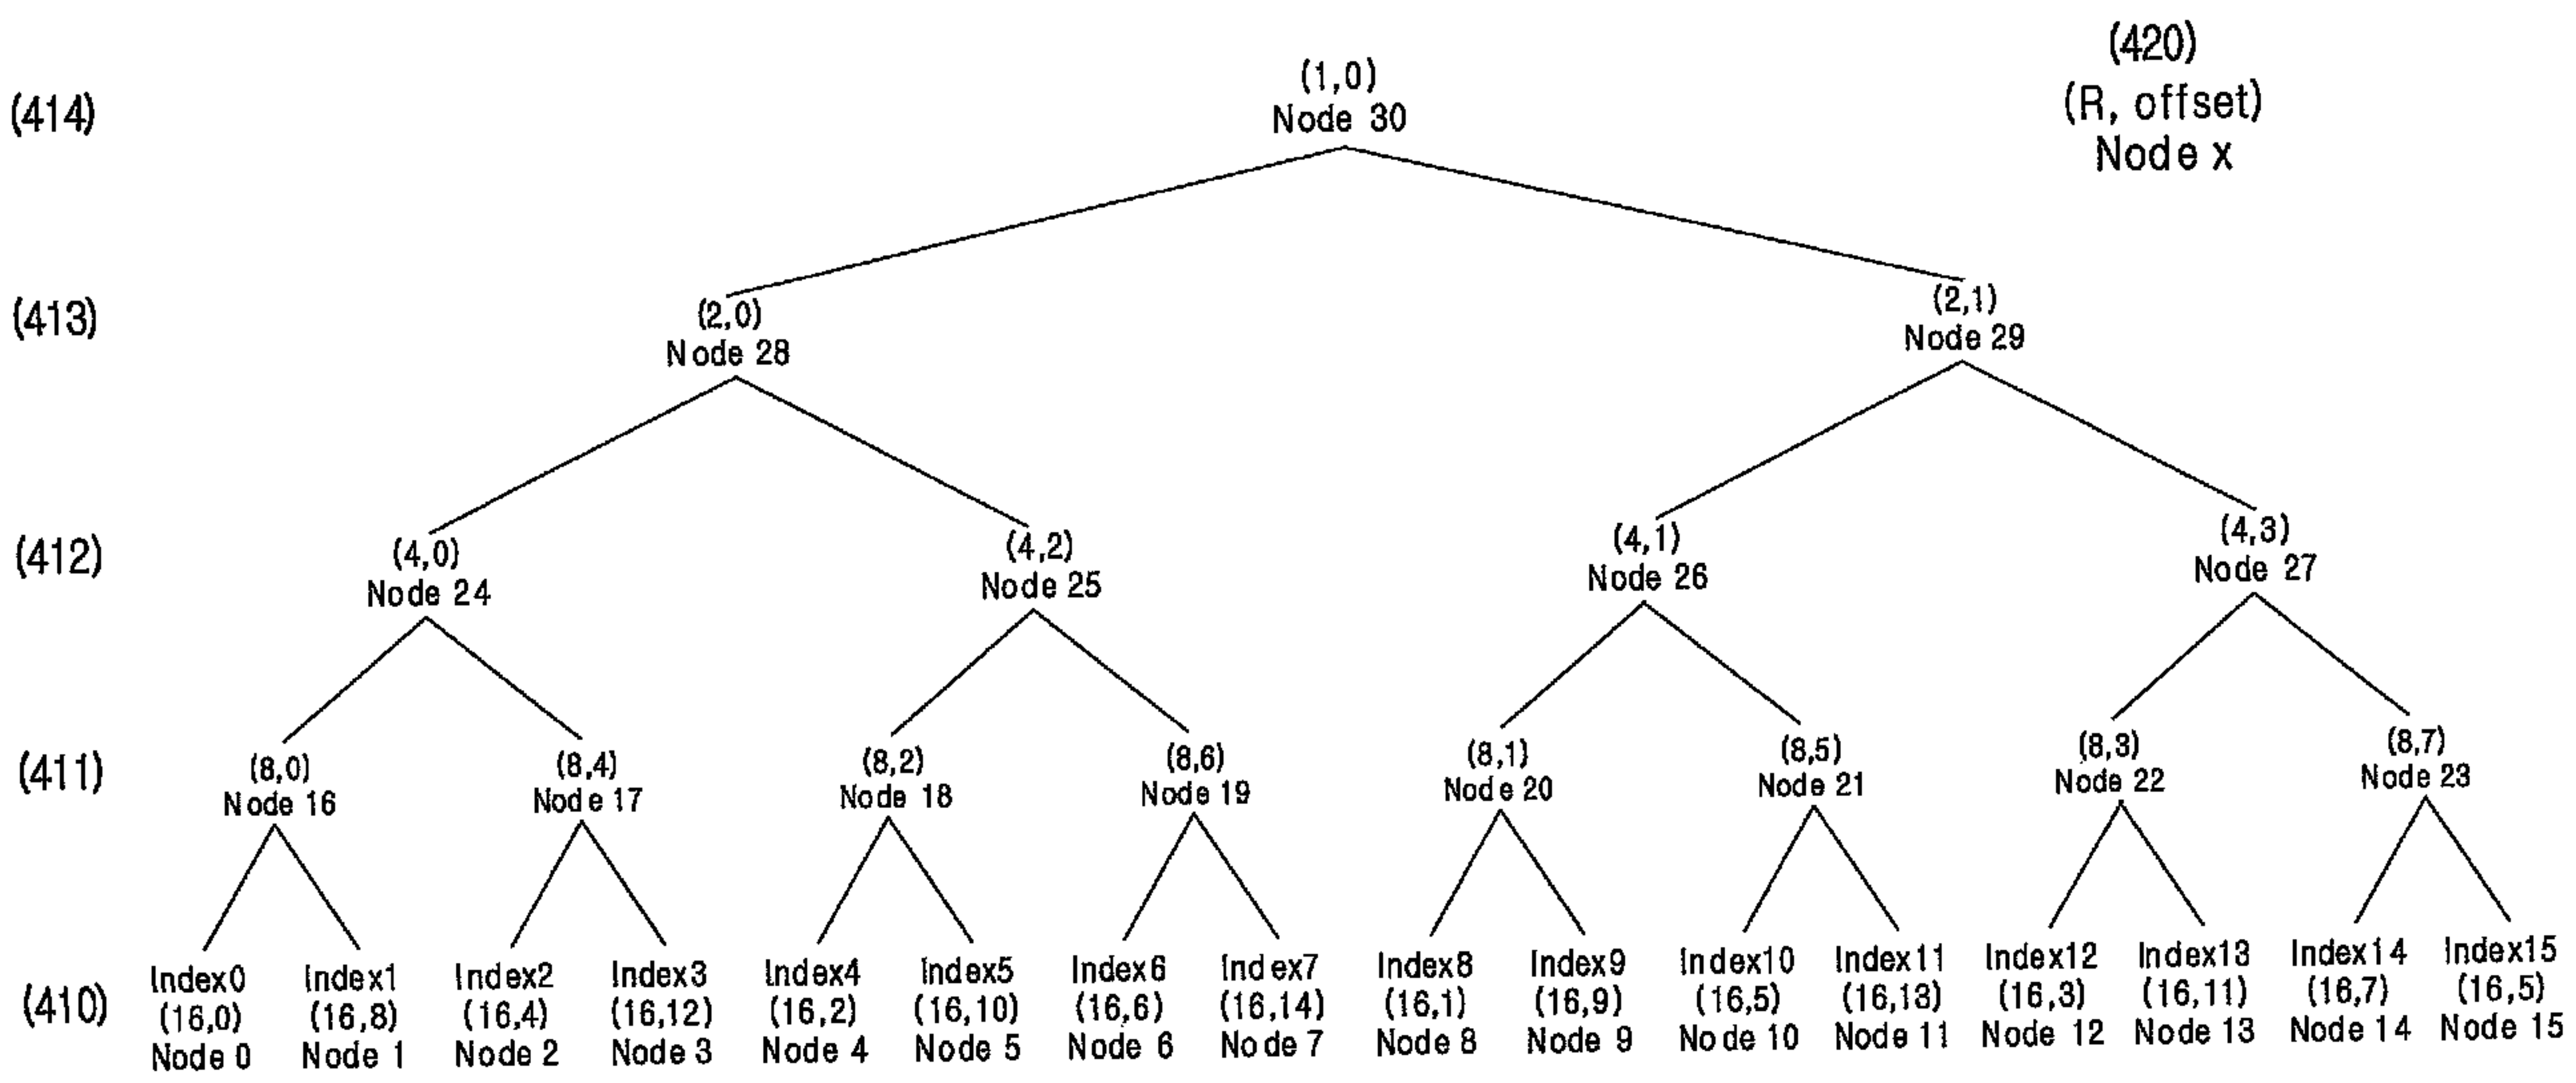 (414)
(1,0)
Node 30
(420)
(R, offset)
Node x
(413)
(2,0)
Node 28
(2,1)
Node 29
(412)
(4,0)
Node 24
(4,2)
Node 25
(4,1)
Node 26
(4,3)
Node 27
(411)
(8,0)
Node 16
(8,4)
Node 17
(8,2)
Node 18
(8,6)
Node 19
(8,1)
Node 20
(8,5)
Node 21
(8,3)
Node 22
(8,7)
Node 23
(410)
Index0
(16,0)
Node 0
Index1
(16,8)
Node 1
Index2
(16,4)
Node 2
Index3
(16,12)
Node 3
Index4
(16,2)
Node 4
Index5
(16,10)
Node 5
Index6
(16,6)
Node 6
Index7
(16,14)
Node 7
Index8
(16,1)
Node 8
Index9
(16,9)
Node 9
Index10
(16,5)
Node 10
Index11
(16,13)
Node 11
Index12
(16,3)
Node 12
Index13
(16,11)
Node 13
Index14
(16,7)
Node 14
Index15
(16,5)
Node 15